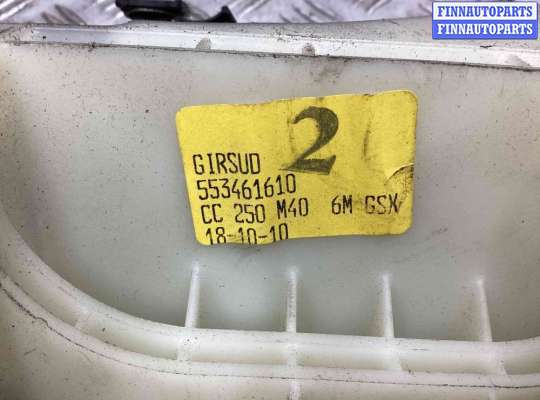 FINNAUTOPARTS
FINNAUTOPARTS
2
GIRSUD
553461610
CC 250 M40 6M GSX
18-10-10